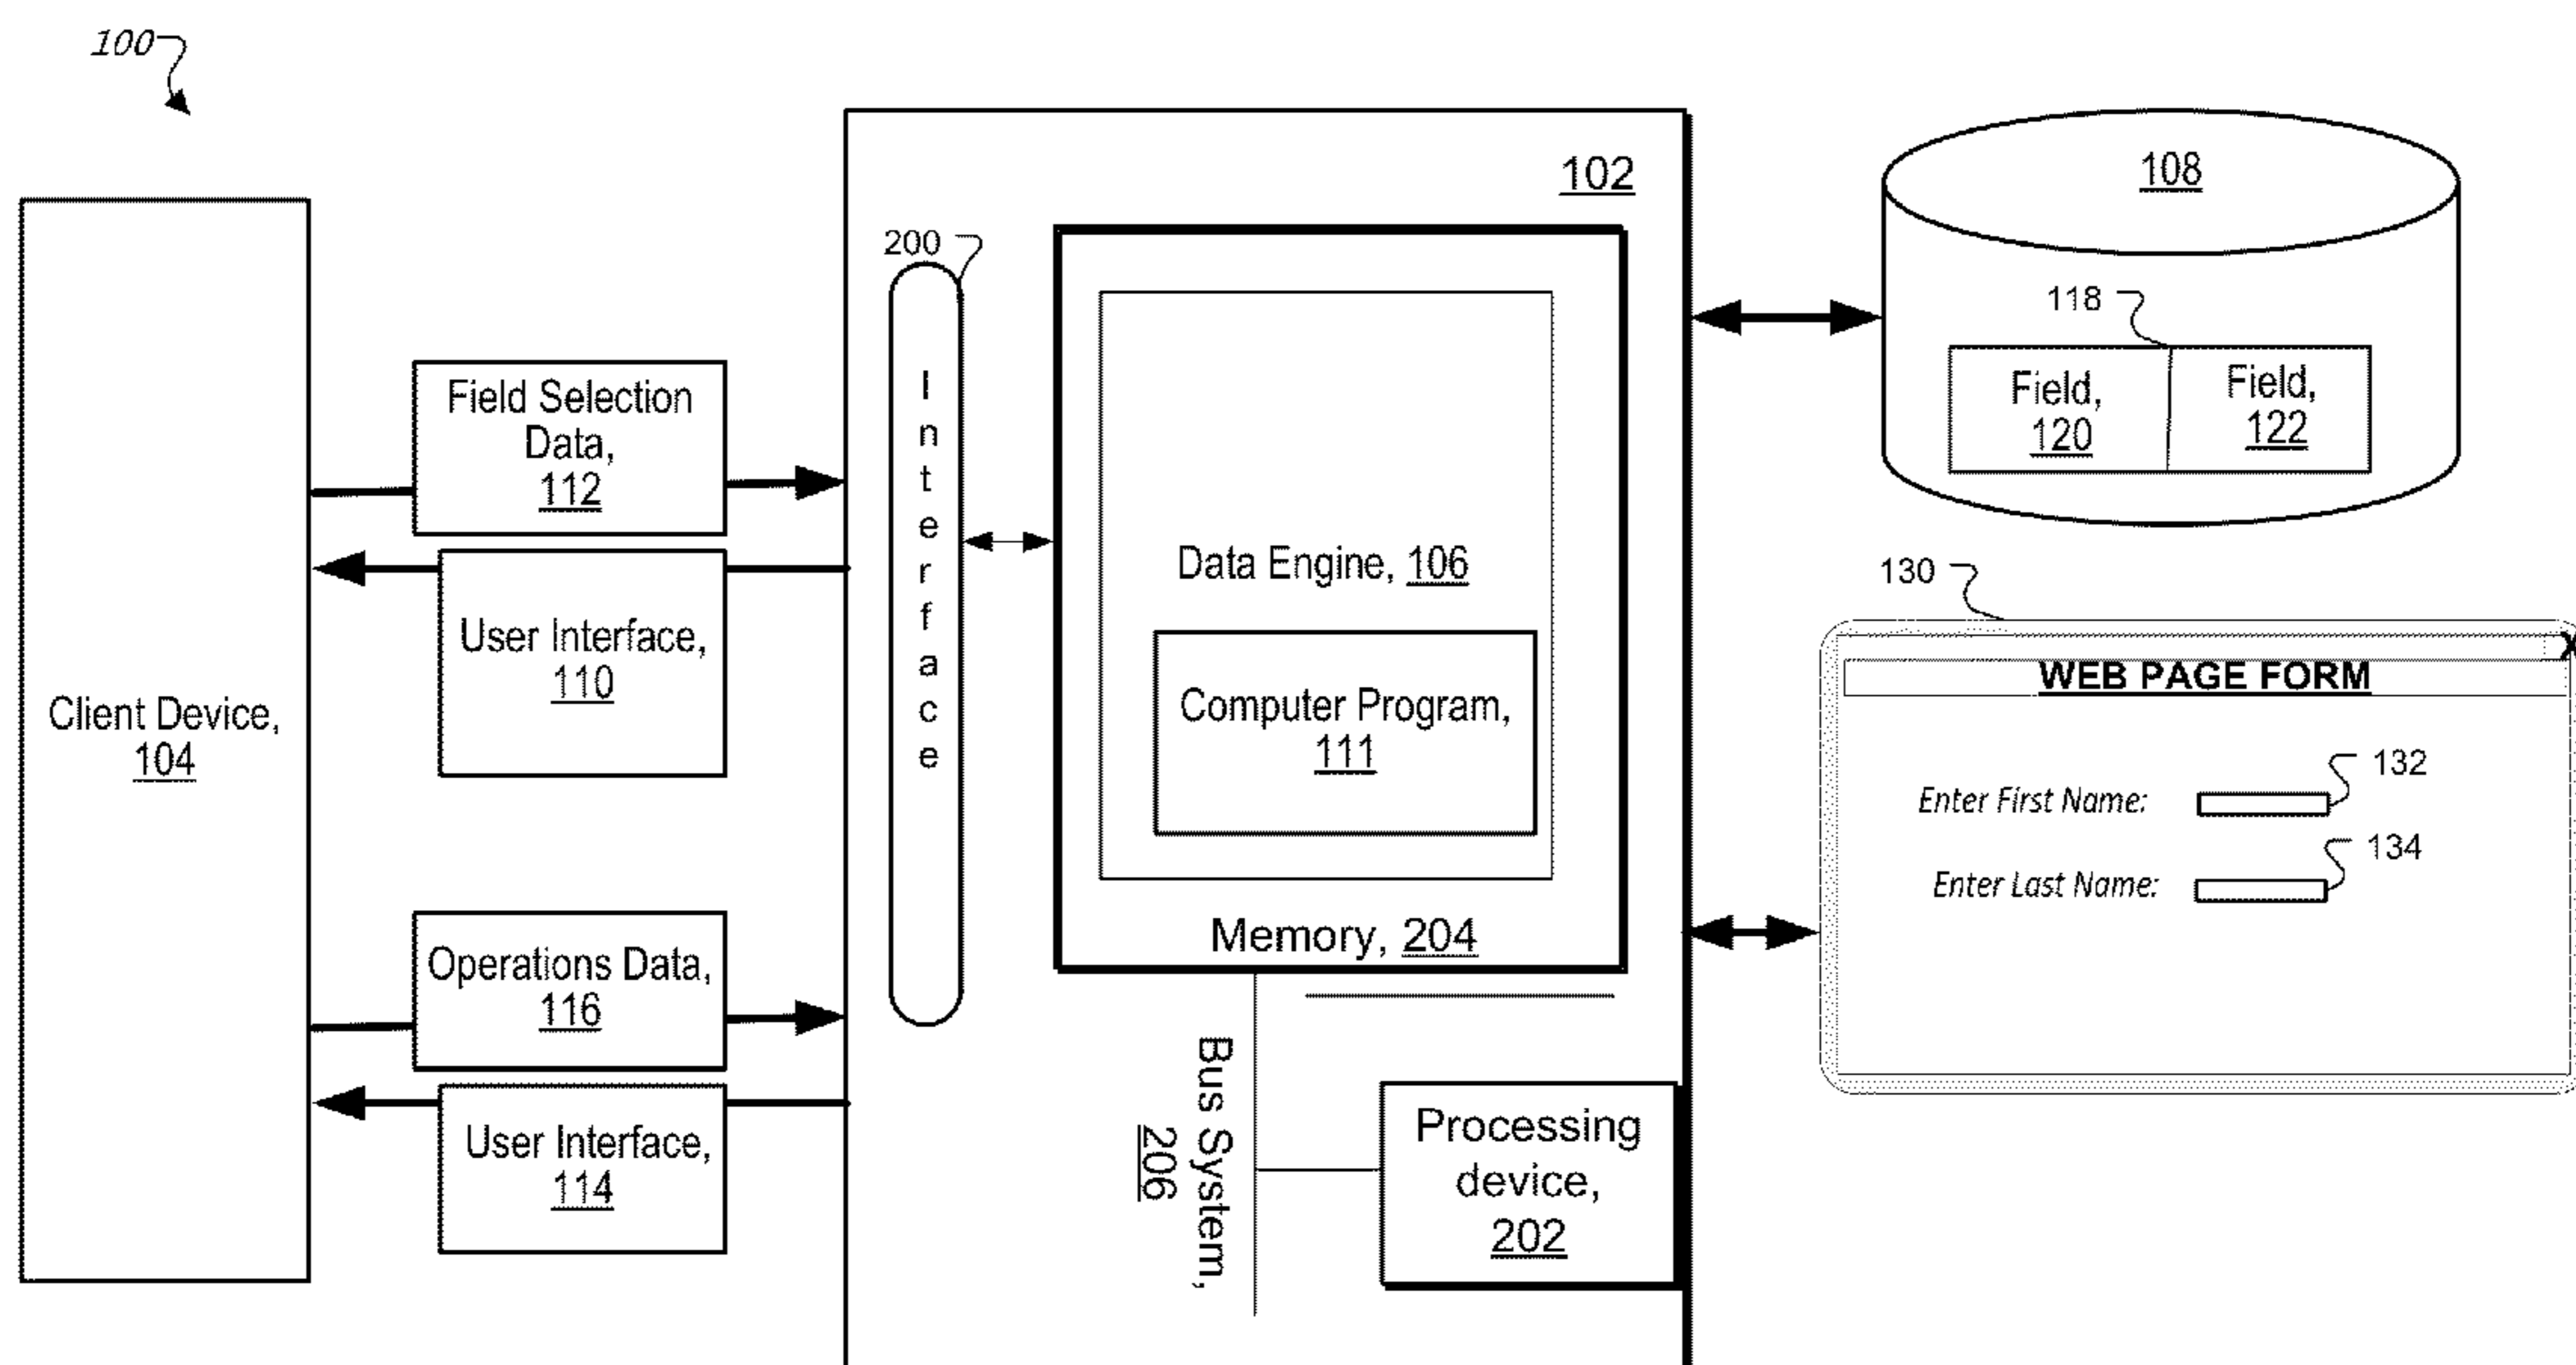 100
102
108
200
118
Field,
120
Field,
122
Field Selection
Data,
112
User Interface,
110
Client Device,
104
Interface
Data Engine, 106
Computer Program,
111
Memory, 204
130
X
WEB PAGE FORM
Enter First Name:
132
Enter Last Name:
134
Operations Data,
116
User Interface,
114
Bus System,
206
Processing
device,
202